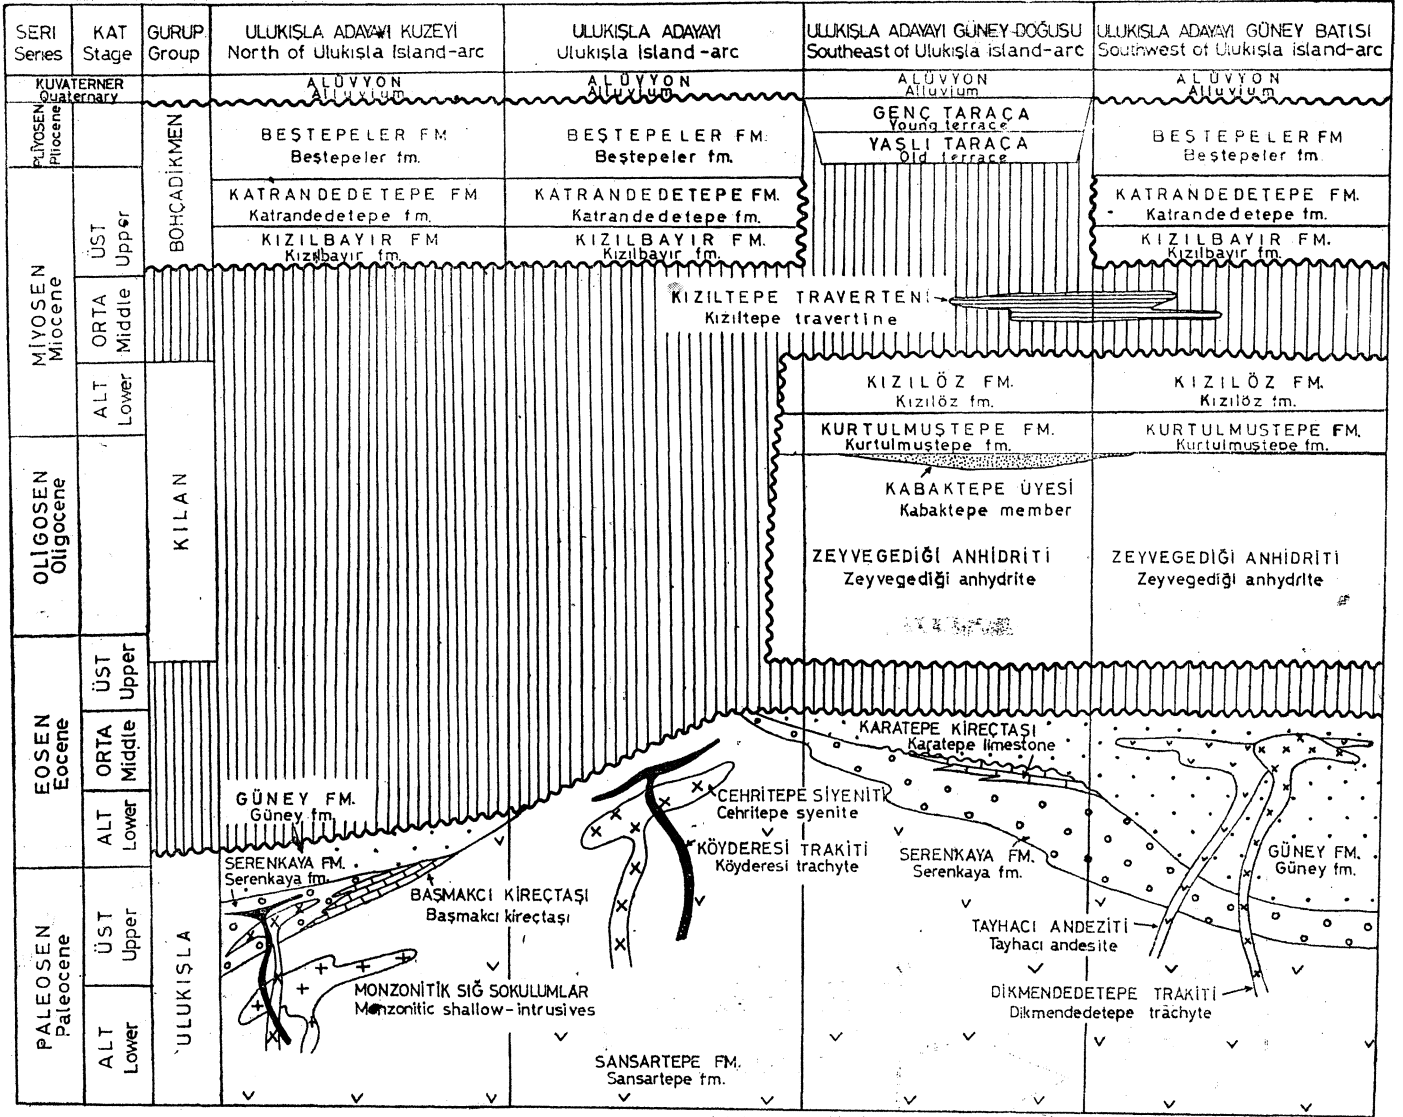 SERI
Series
KAT
Stage
GURUP
Group
ULUKIŞLA ADAYAYI KUZEYİ
North of Ulukışla Island-arc
ULUKIŞLA ADAYAYI
Ulukışla Island-arc
ULUKIŞLA ADAYAYI GÜNEY-DOĞUSU
Southeast of Ulukışla island-arc
ULUKIŞLA ADAYAYI GÜNEY BATISI
Southwest of Ulukışla island-arc
KUVATERNER
Quaternary
ALÜVYON
Alluvium
ALÜVYON
Alluvium
ALÜVYON
Alluvium
ALÜVYON
Alluvium
PLİYOSEN
Pliocene
BOHÇADİKMEN
BEŞTEPELER FM
Beştepeler fm.
BEŞTEPELER FM.
Beştepeler fm.
GENÇ TARAÇA
Young terrace
YAŞLI TARAÇA
Old terrace
BEŞTEPELER FM
Beştepeler fm.
KATRANDEDETEPE FM
Katrandedetepe fm.
KATRANDEDETEPE FM.
Katrandedetepe fm.
KATRANDEDETEPE FM.
Katrandedetepe fm.
KIZILBAYIR FM
Kızılbayır fm.
KIZILBAYIR FM.
Kızılbayır fm.
KIZILBAYIR FM.
Kızılbayır fm.
MİYOSEN
Miocene
ÜST
Upper
ORTA
Middle
ALT
Lower
KIZILTEPE TRAVERTENİ
Kızıltepe travertine
KIZILÖZ FM.
Kızılöz fm.
KIZILÖZ FM.
Kızılöz fm.
KURTULMUŞTEPE FM.
Kurtulmuştepe fm.
KURTULMUSTEPE FM.
Kurtulmuştepe fm.
OLİGOSEN
Oligocene
KILAN
KABAKTEPE ÜYESİ
Kabaktepe member
ZEYVEGEDİĞİ ANHİDRİTİ
Zeyvegediği anhydrite
ZEYVEGEDİĞİ ANHİDRİTİ
Zeyvegediği anhydrite
EOSEN
Eocene
ÜST
Upper
ORTA
Middle
ALT
Lower
KARATEPE KİREÇTAŞI
Karatepe limestone
GÜNEY FM.
Güney fm.
CEHRİTEPE SİYENİTİ
Cehritepe syenite
KÖYDERESİ TRAKİTİ
Köyderesi trachyte
SERENKAYA FM.
Serenkaya fm.
GÜNEY FM.
Güney fm.
SERENKAYA FM.
Serenkaya fm.
BAŞMAKCI KİREÇTAŞI
Başmakcı kireçtaşı
PALEOSEN
Paleocene
ÜST
Upper
ALT
Lower
ULUKIŞLA
TAYHACI ANDEZİTİ
Tayhacı andesite
MONZONİTİK SIĞ SOKULUMLAR
Monzonitic shallow-intrusives
DİKMENDEDETEPE TRAKİTİ
Dikmendedetepe trachyte
SANSARTEPE FM.
Sansartepe fm.